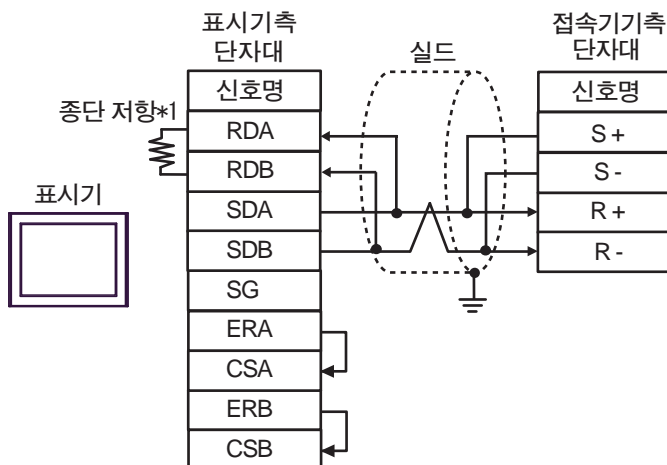 표시기측
단자대
신호명
종단 저항*1
RDA
RDB
SDA
SDB
SG
ERA
CSA
ERB
CSB
표시기
실드
접속기기측
단자대
신호명
S +
S -
R +
R -